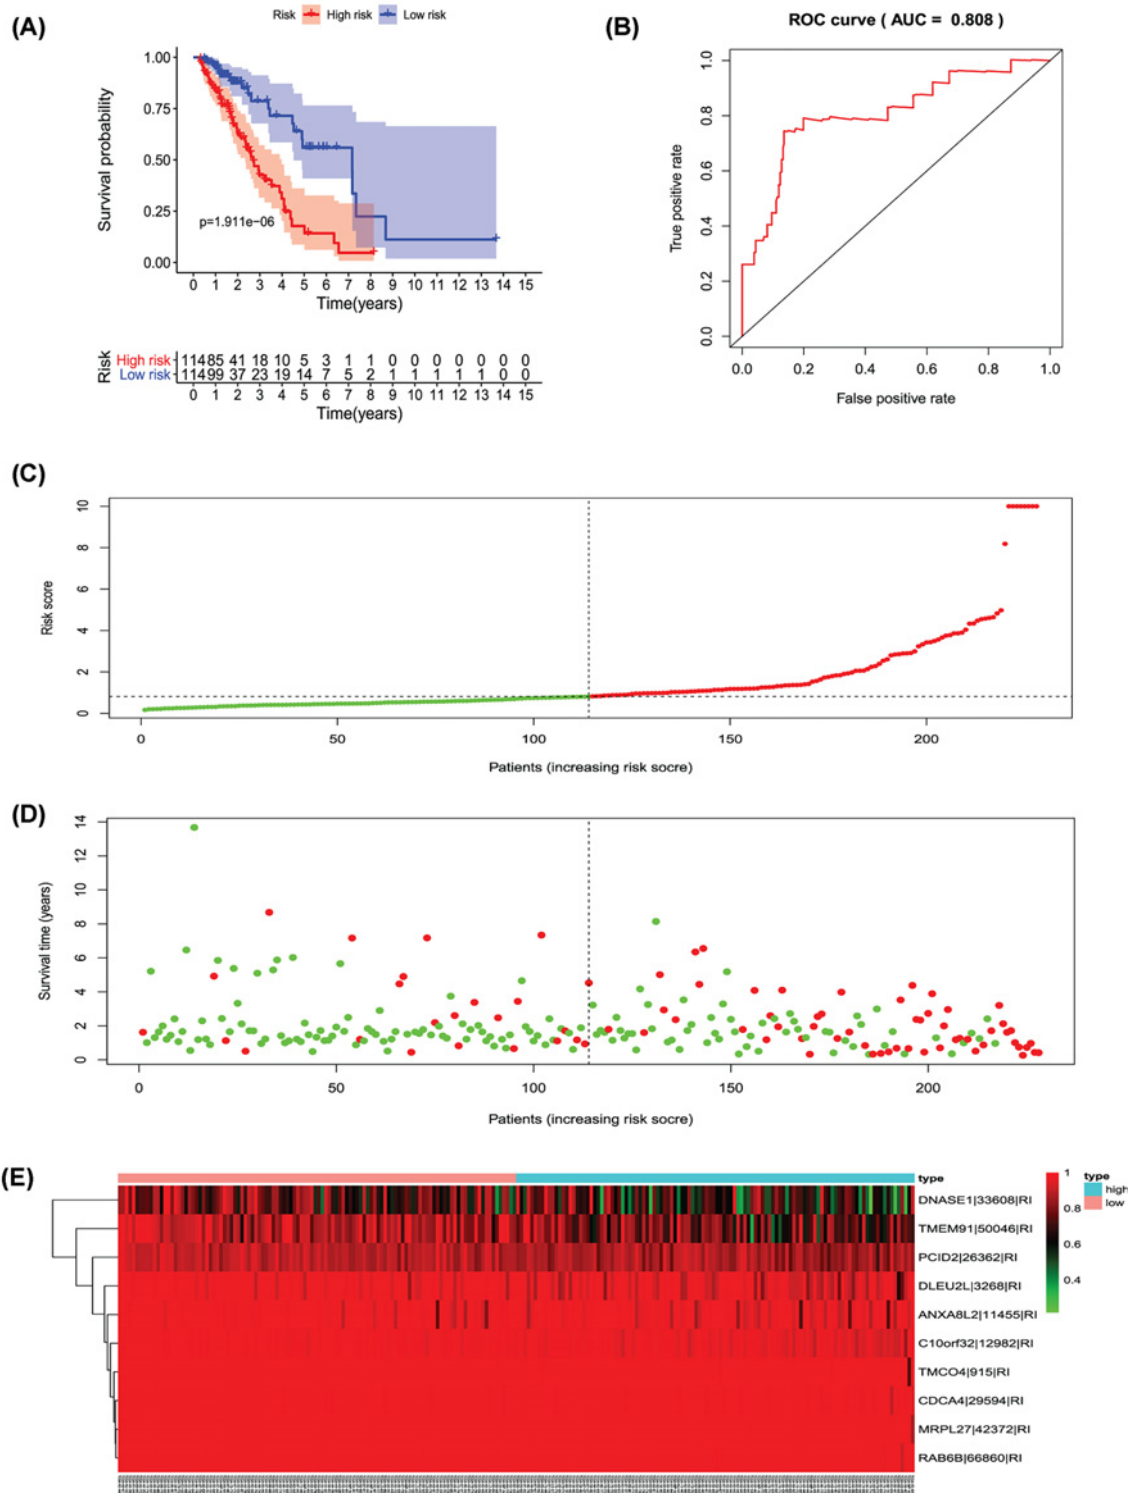 (A)
Risk High risk Low risk
Survival probability
1.00
0.75
0.50
0.25
0.00
p=1.911e−06
0 1 2 3 4 5 6 7 8 9 10 11 12 13 14 15
Time(years)
Risk
High risk 114 85 41 18 10 5 3 1 1 0 0 0 0 0 0 0
Low risk 114 99 37 23 19 14 7 5 2 1 1 1 1 1 0 0
0 1 2 3 4 5 6 7 8 9 10 11 12 13 14 15
Time(years)
(B)
ROC curve ( AUC = 0.808 )
True positive rate
1.0
0.8
0.6
0.4
0.2
0.0
0.0 0.2 0.4 0.6 0.8 1.0
False positive rate
(C)
Risk score
10
8
6
4
2
0
0 50 100 150 200
Patients (increasing risk socre)
(D)
Survival time (years)
14
12
10
8
6
4
2
0
0 50 100 150 200
Patients (increasing risk socre)
(E)
type
DNASE1|33608|RI
TMEM91|50046|RI
PCID2|26362|RI
DLEU2L|3268|RI
ANXA8L2|11455|RI
C10orf32|12982|RI
TMCO4|915|RI
CDCA4|29594|RI
MRPL27|42372|RI
RAB6B|66860|RI
1
0.8
0.6
0.4
type
high
low